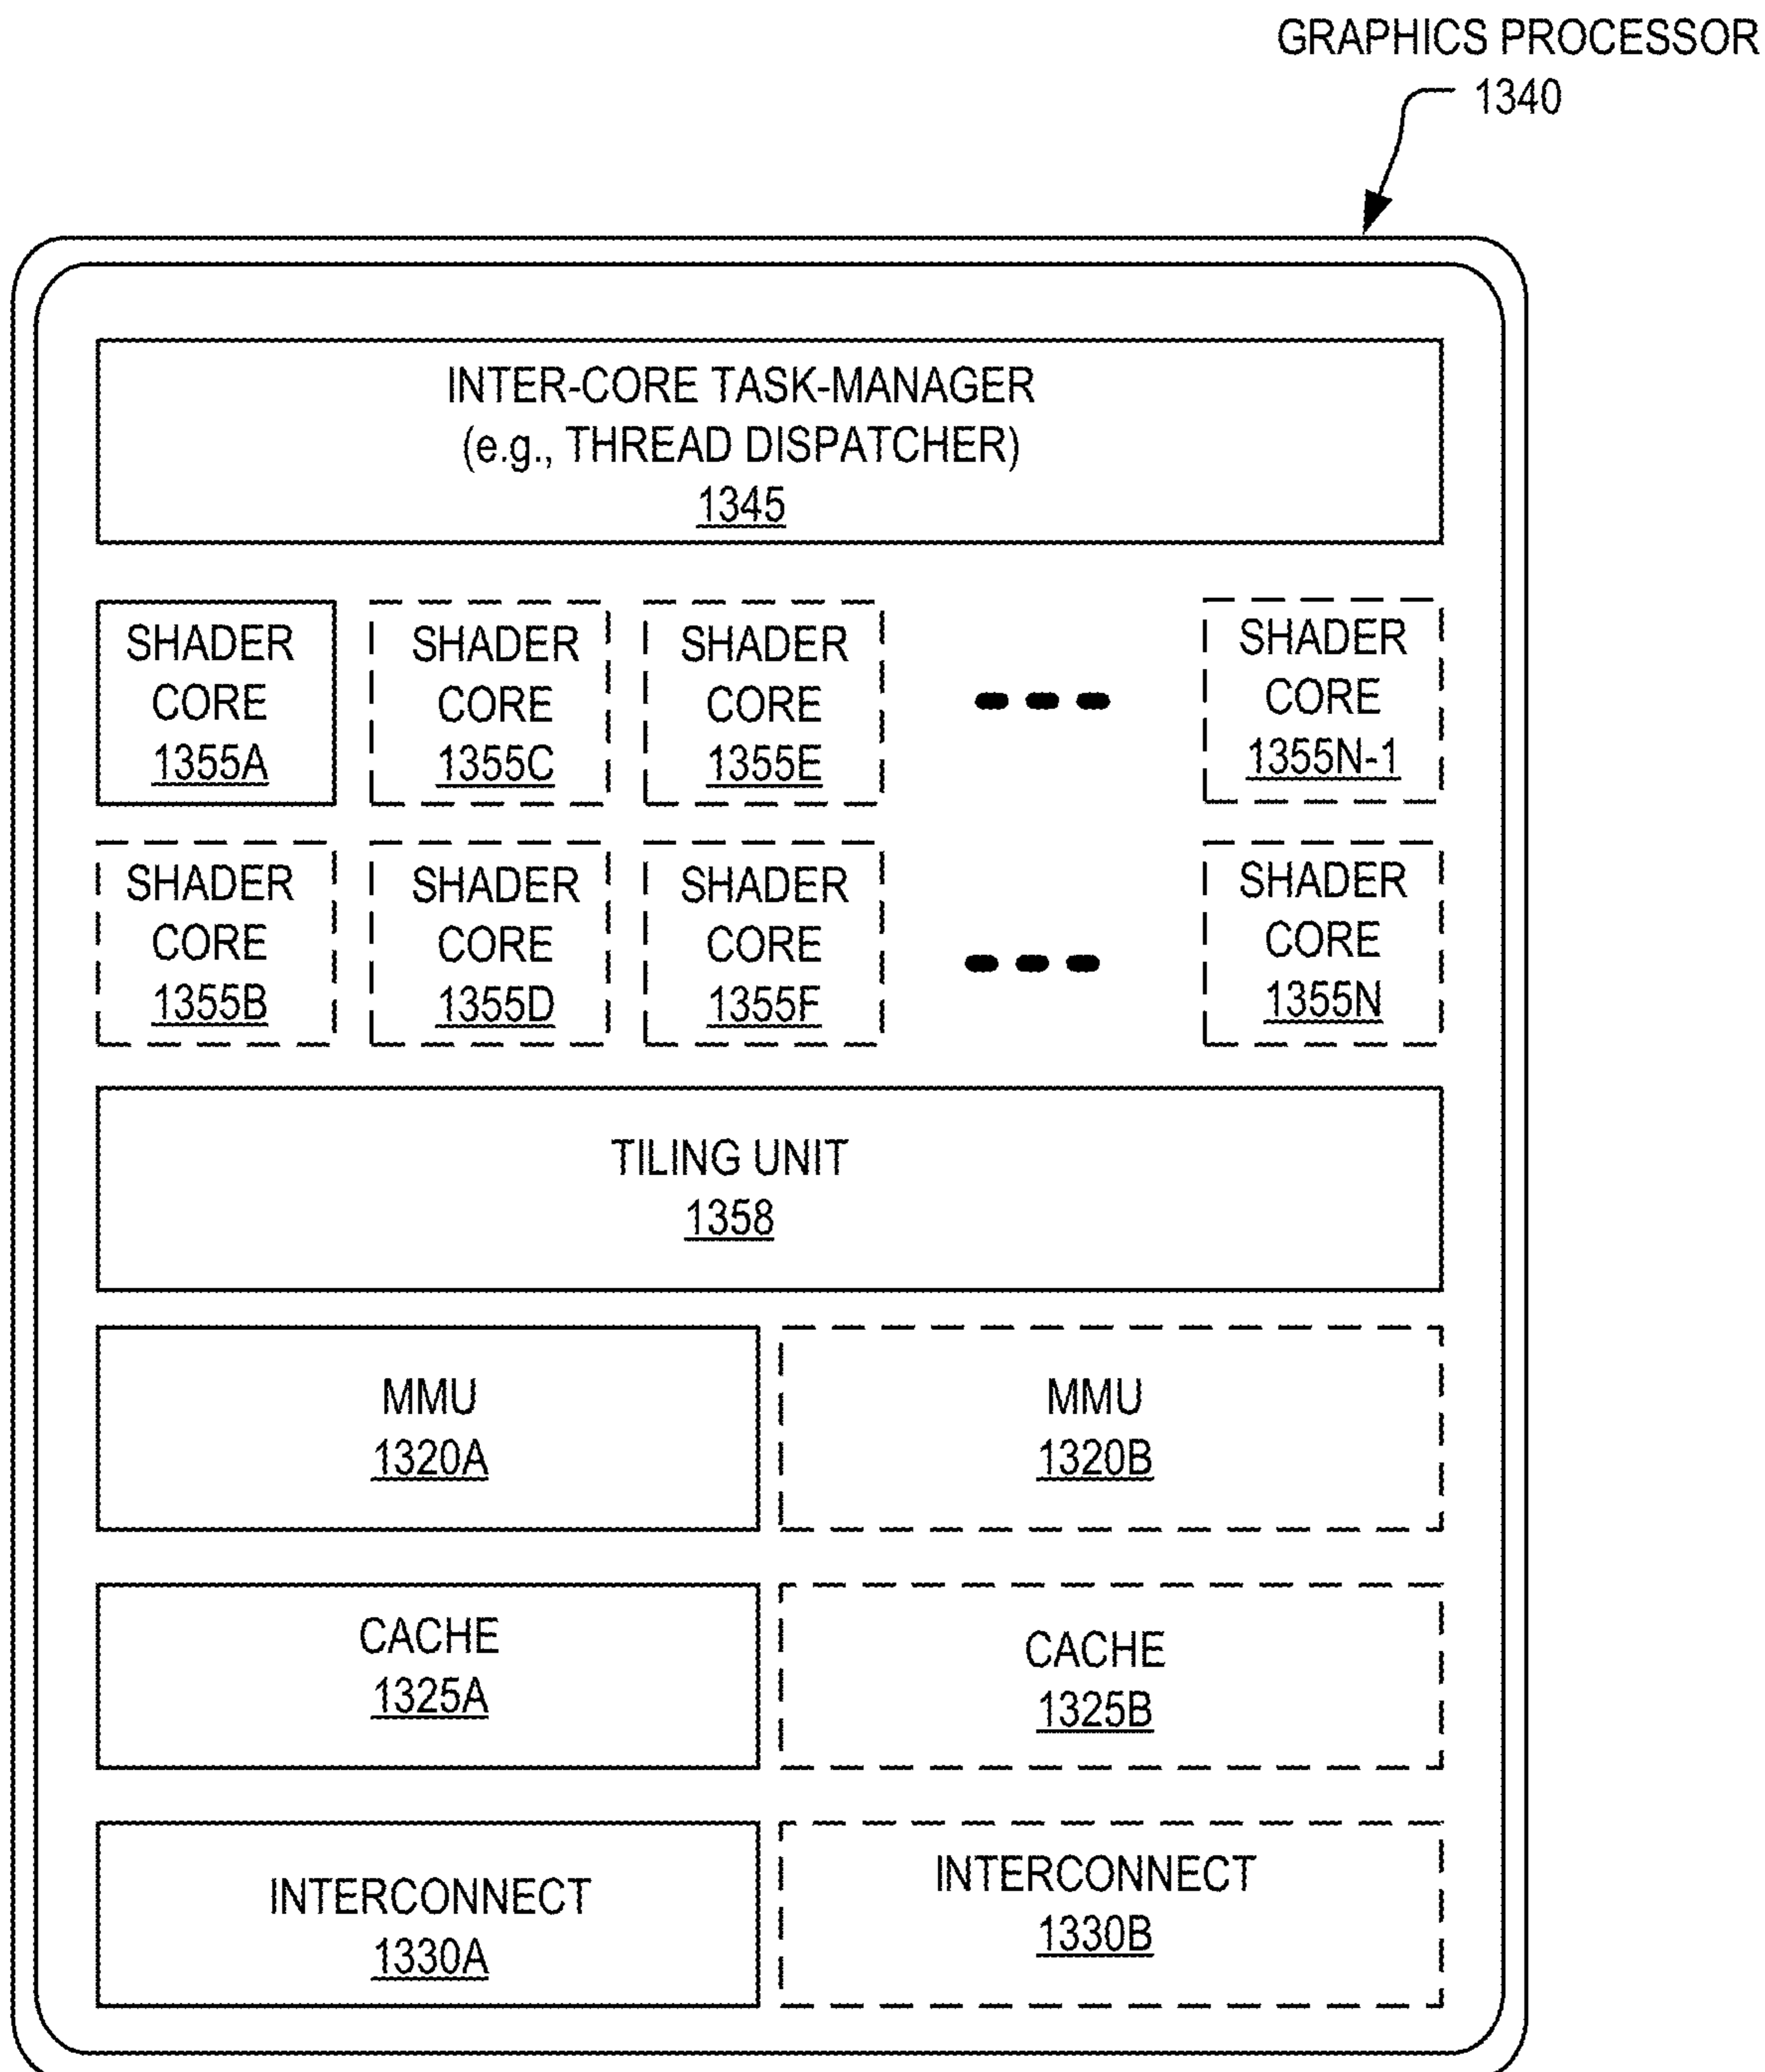 GRAPHICS PROCESSOR
1340
INTER-CORE TASK-MANAGER
(e.g., THREAD DISPATCHER)
1345
SHADER
CORE
1355A
SHADER
CORE
1355C
SHADER
CORE
1355E
SHADER
CORE
1355N-1
SHADER
CORE
1355B
SHADER
CORE
1355D
SHADER
CORE
1355F
SHADER
CORE
1355N
TILING UNIT
1358
MMU
1320A
MMU
1320B
CACHE
1325A
CACHE
1325B
INTERCONNECT
1330A
INTERCONNECT
1330B